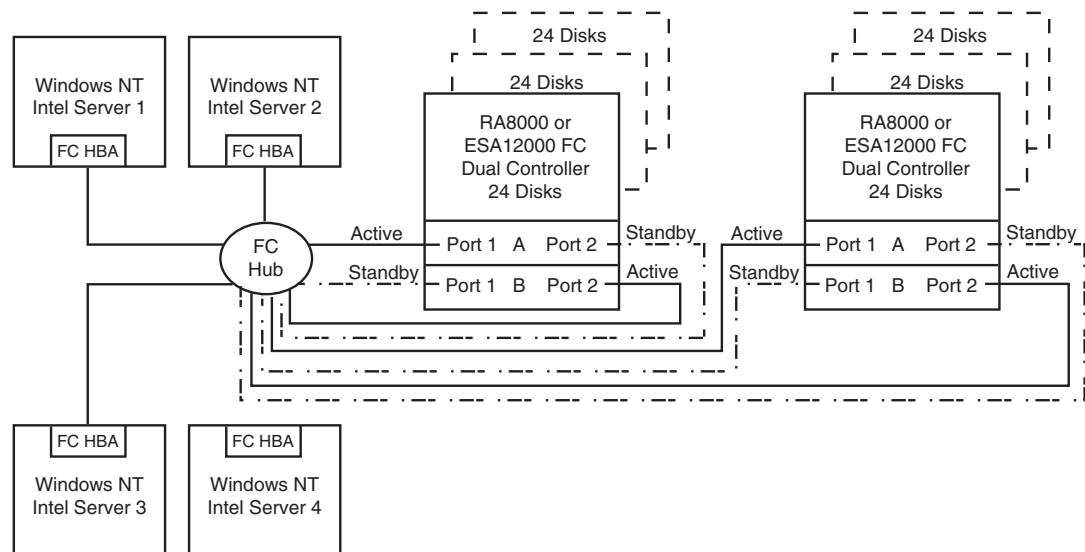 Windows NT
Intel Server 1
FC HBA
Windows NT
Intel Server 2
FC HBA
24 Disks
24 Disks
RA8000 or
ESA12000 FC
Dual Controller
24 Disks
24 Disks
24 Disks
RA8000 or
ESA12000 FC
Dual Controller
24 Disks
FC
Hub
Active
Port 1 A Port 2
Standby
Standby
Port 1 B Port 2
Active
Active
Port 1 A Port 2
Standby
Standby
Port 1 B Port 2
Active
FC HBA
Windows NT
Intel Server 3
FC HBA
Windows NT
Intel Server 4